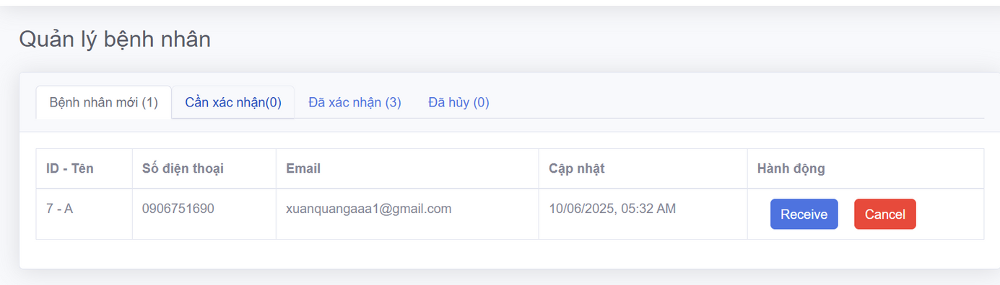 Quản lý bệnh nhân
Bệnh nhân mới (1) Cần xác nhận(0) Đã xác nhận (3) Đã hủy (0)
ID - Tên Số điện thoại Email Cập nhật Hành động
7 - A 0906751690 xuanquangaaa1@gmail.com 10/06/2025, 05:32 AM Receive Cancel